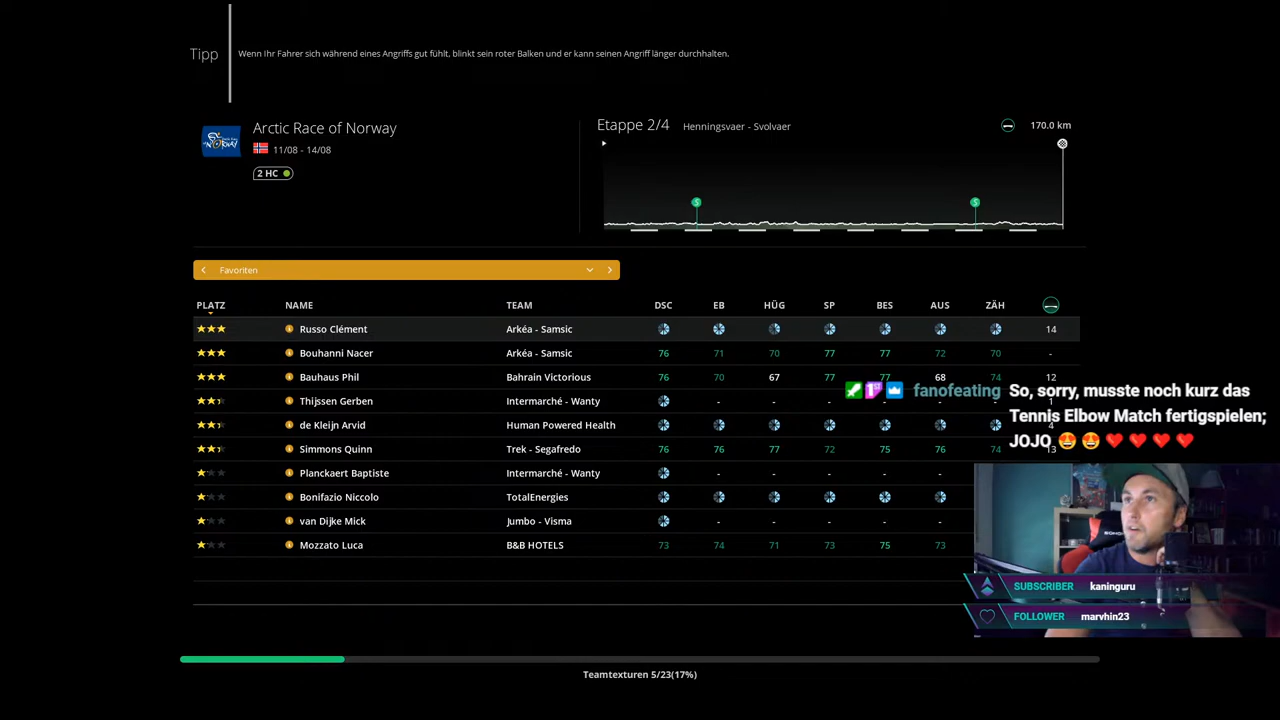 Tipp
Wenn Ihr Fahrer sich während eines Angriffs gut fühlt, blinkt sein roter Balken und er kann seinen Angriff länger durchhalten.
Arctic Race of Norway
11/08 - 14/08
2 HC
Etappe 2/4 Henningsvaer - Svolvaer 170.0 km
S S
Favoriten
PLATZ NAME TEAM DSC EB HÜG SP BES AUS ZÄH
Russo Clément Arkéa - Samsic 14
Bouhanni Nacer Arkéa - Samsic 76 71 70 77 77 72 70 -
Bauhaus Phil Bahrain Victorious 76 70 67 77 77 68 74 12
Thijssen Gerben Intermarché - Wanty - - - - - 1
de Kleijn Arvid Human Powered Health 4
Simmons Quinn Trek - Segafredo 76 76 77 72 75 76 74 13
Planckaert Baptiste Intermarché - Wanty - - - - -
Bonifazio Niccolo TotalEnergies
van Dijke Mick Jumbo - Visma - - - - -
Mozzato Luca B&B HOTELS 73 74 71 73 75 73
fanofeating So, sorry, musste noch kurz das
Tennis Elbow Match fertigspielen;
JOJO 😍 😍 ❤️ ❤️ ❤️ ❤️
SUBSCRIBER kaninguru
FOLLOWER marvhin23
Teamtexturen 5/23(17%)